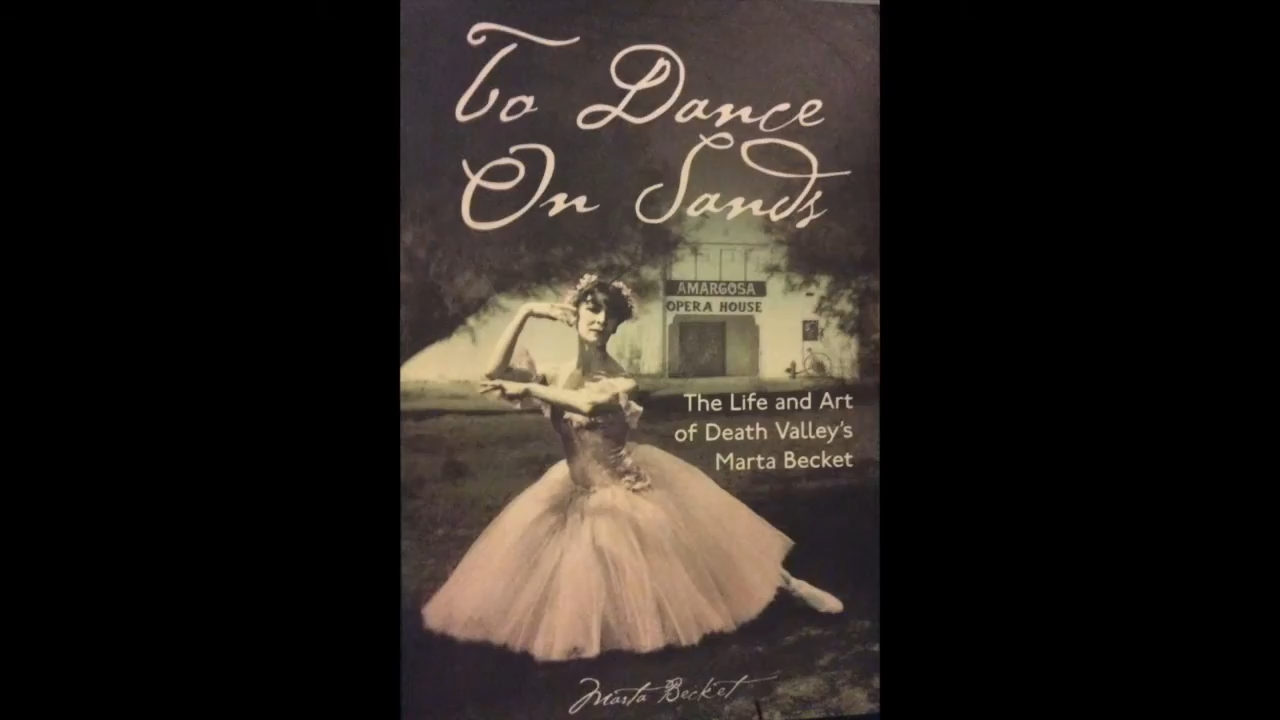 To Dance
On Sands
AMARGOSA
OPERA HOUSE
The Life and Art
of Death Valley's
Marta Becket
Marta Becket